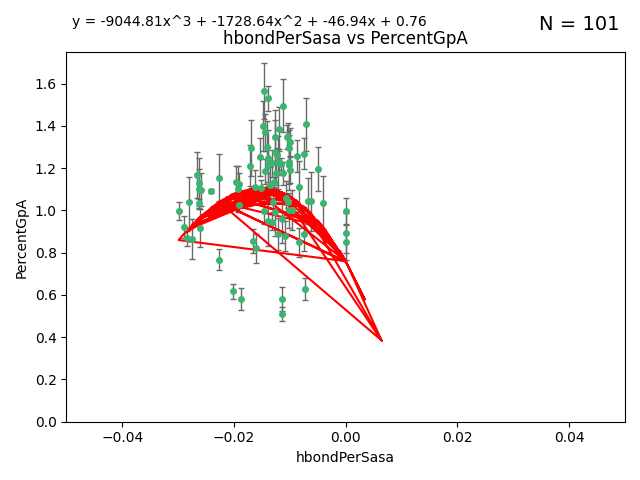 y = -9044.81x^3 + -1728.64x^2 + -46.94x + 0.76
N = 101
hbondPerSasa vs PercentGpA
PercentGpA
1.6
1.4
1.2
1.0
0.8
0.6
0.4
0.2
0.0
−0.04 −0.02 0.00 0.02 0.04
hbondPerSasa